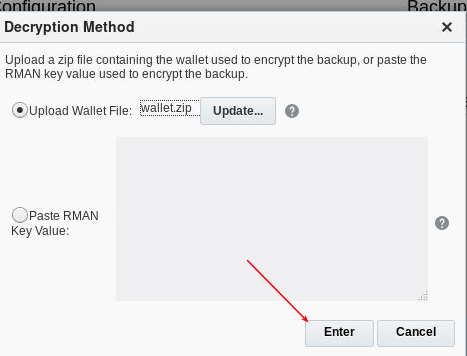 onfiguration Backup
Decryption Method
Upload a zip file containing the wallet used to encrypt the backup, or paste the
RMAN key value used to encrypt the backup.
Upload Wallet File: wallet.zip Update... ?
Paste RMAN
Key Value: ?
Enter Cancel